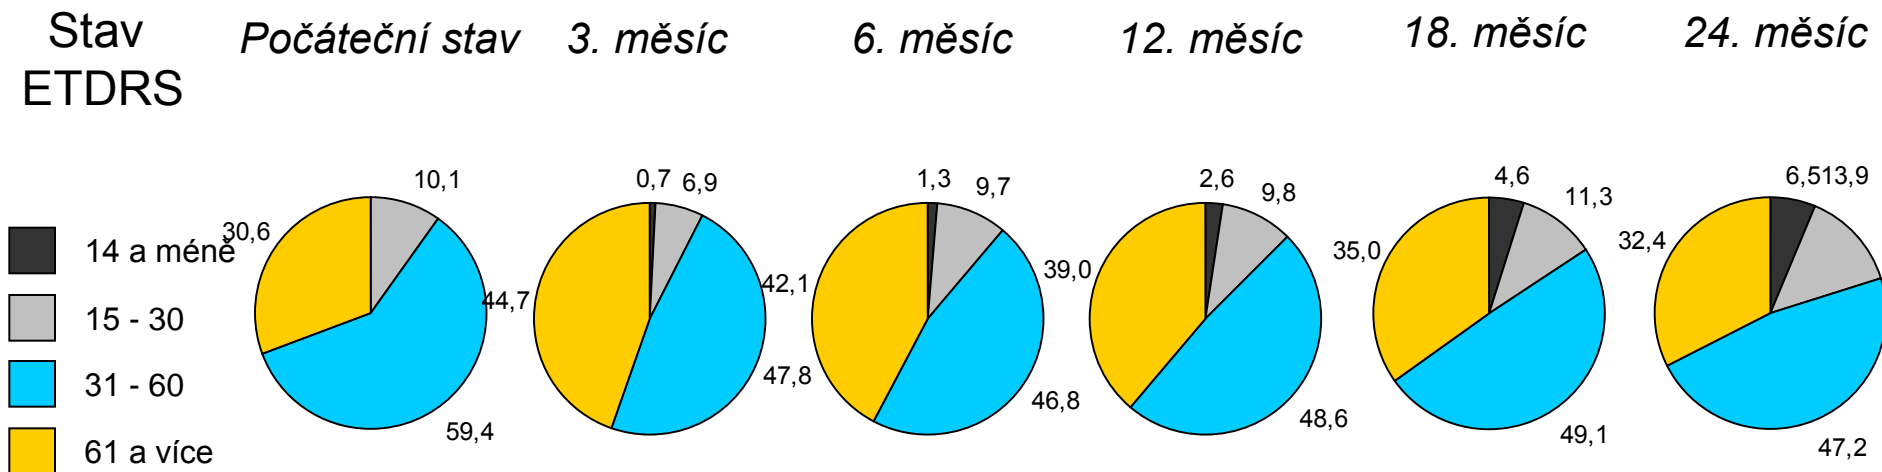 Stav
ETDRS
Počáteční stav
3. měsíc
6. měsíc
12. měsíc
18. měsíc
24. měsíc
14 a méně
15 - 30
31 - 60
61 a více
10,1
30,6
59,4
0,7
6,9
44,7
47,8
1,3
9,7
42,1
46,8
2,6
9,8
39,0
48,6
4,6
11,3
35,0
49,1
6,5
13,9
32,4
47,2